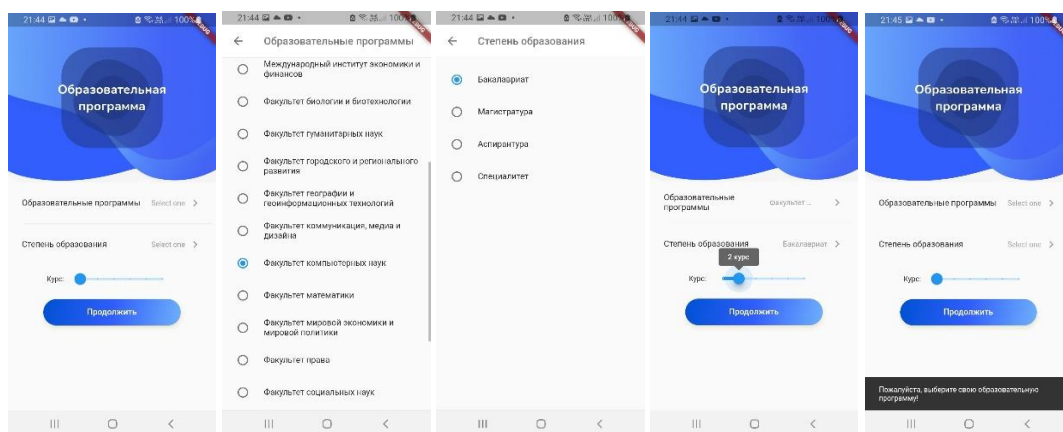 21:44
100%
Образовательная
программа
Образовательные программы Select one
Степень образования Select one
Курс:
Продолжить
21:44
100
Образовательные программы
Международный институт экономики и
финансов
Факультет биологии и биотехнологии
Факультет гуманитарных наук
Факультет городского и регионального
развития
Факультет географии и
геоинформационных технологий
Факультет коммуникация, медиа и
дизайна
Факультет компьютерных наук
Факультет математики
Факультет мировой экономики и
мировой политики
Факультет права
Факультет социальных наук
21:44
100
Степень образования
Бакалавриат
Магистратура
Аспирантура
Специалитет
21:44
100
Образовательная
программа
Образовательные
программы
Факультет ...
Степень образования Бакалавриат
2 курс
Курс:
Продолжить
21:45
100%
Образовательная
программа
Образовательные программы Select one
Степень образования Select one
Курс:
Продолжить
Пожалуйста, выберите свою образовательную
программу!